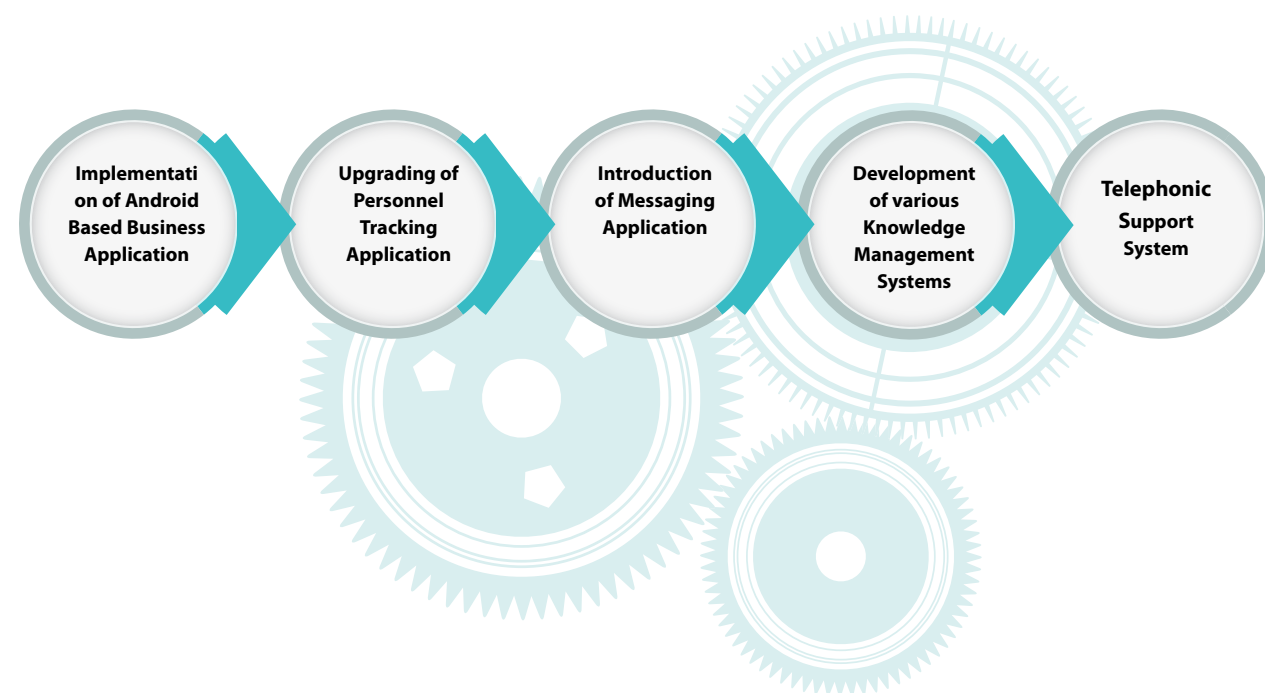 Implementati
on of Android
Based Business
Application
Upgrading of
Personnel
Tracking
Application
Introduction
of Messaging
Application
Development
of various
Knowledge
Management
Systems
Telephonic
Support
System